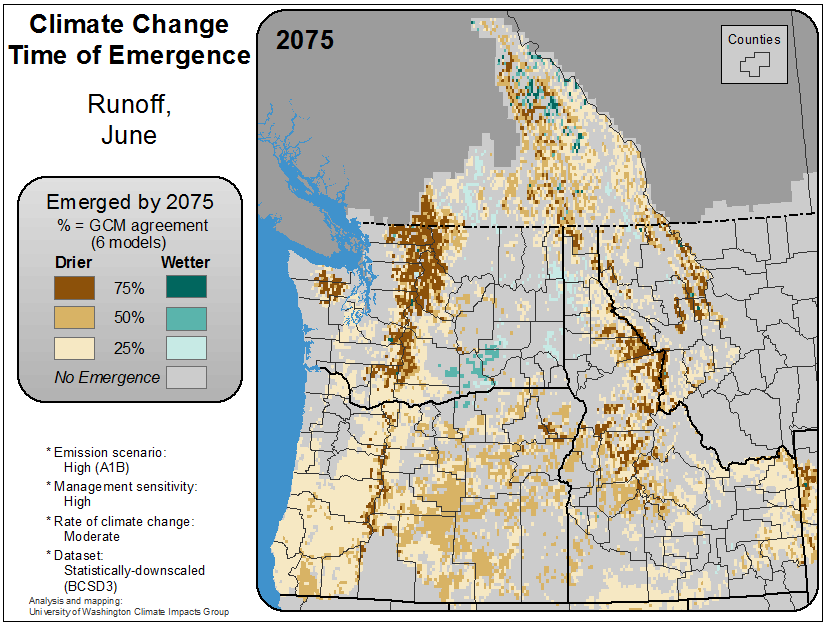 Climate Change
Time of Emergence
Runoff,
June
Emerged by 2075
% = GCM agreement
(6 models)
Drier Wetter
75%
50%
25%
No Emergence
* Emission scenario:
High (A1B)
* Management sensitivity:
High
* Rate of climate change:
Moderate
* Dataset:
Statistically-downscaled
(BCSD3)
Analysis and mapping:
University of Washington Climate Impacts Group
2075
Counties